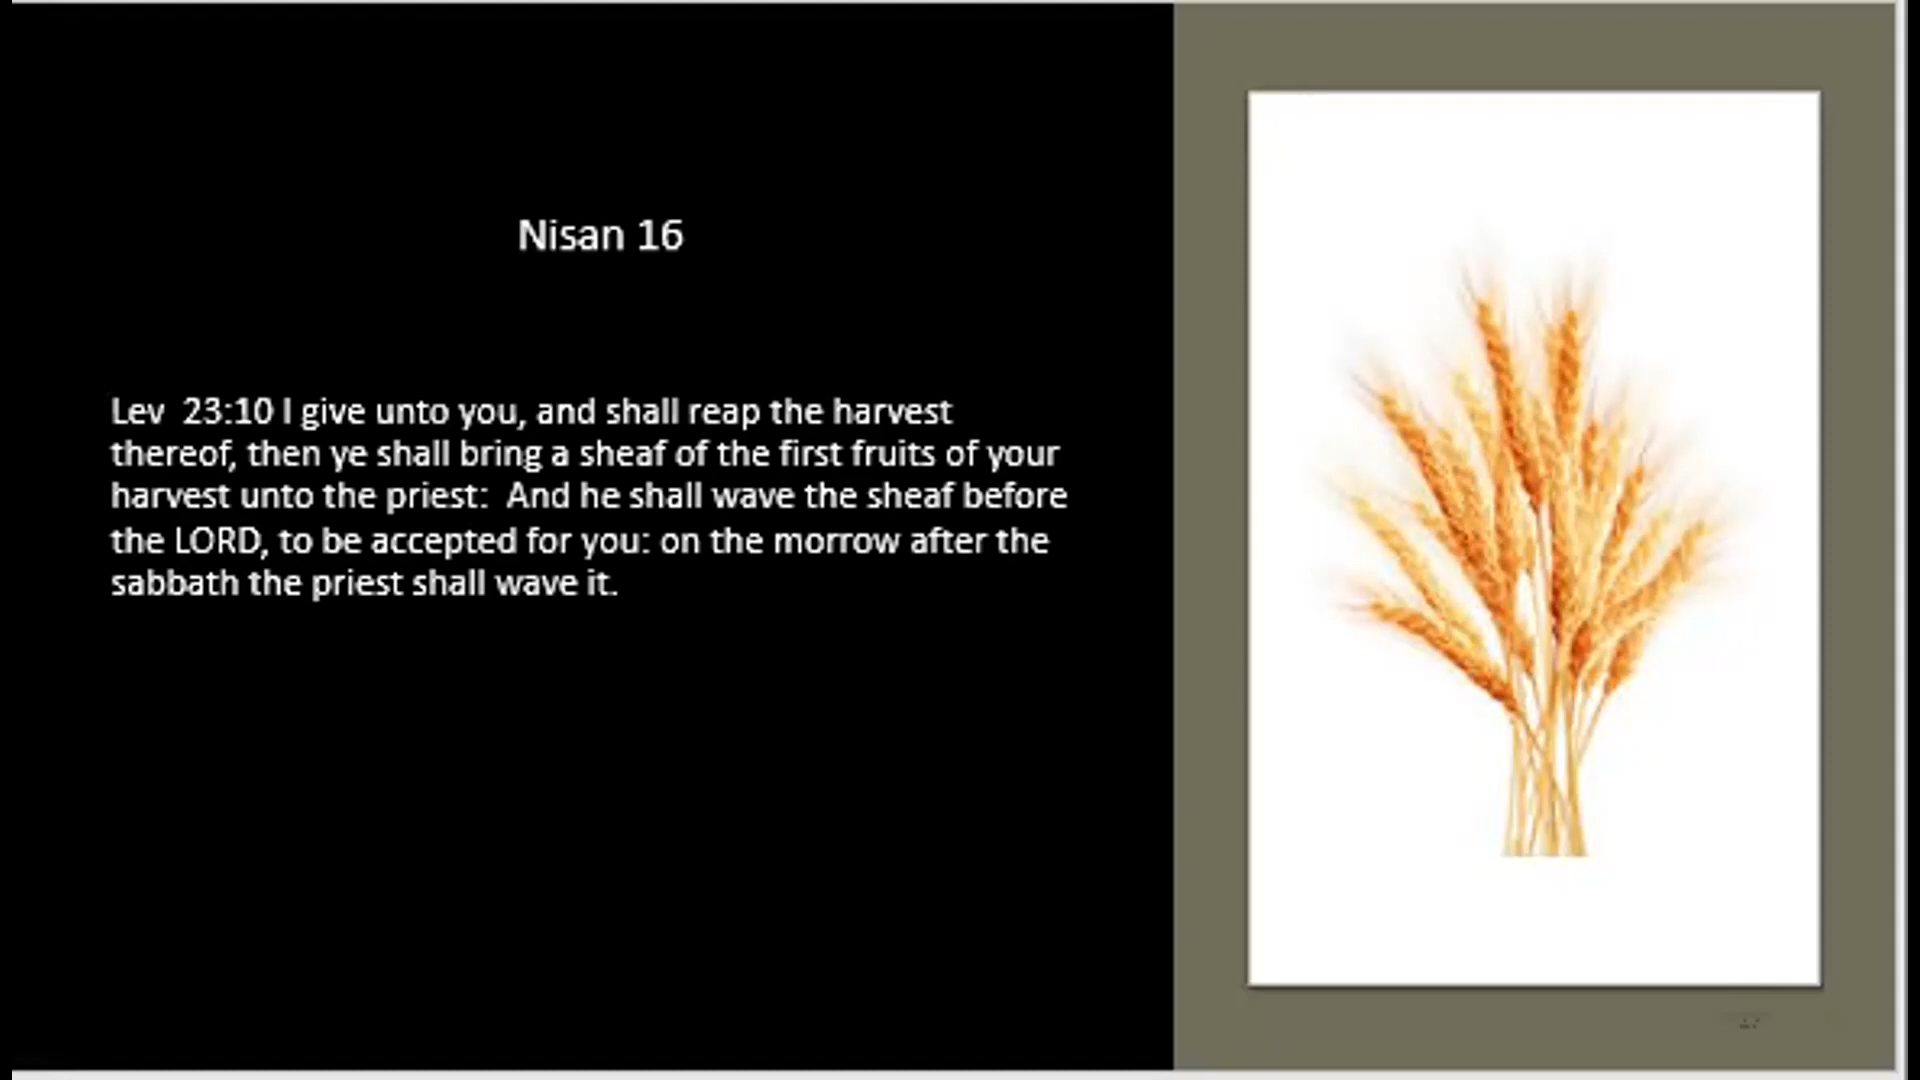 Nisan 16
Lev  23:10 I give unto you, and shall reap the harvest
thereof, then ye shall bring a sheaf of the first fruits of your
harvest unto the priest:  And he shall wave the sheaf before
the LORD, to be accepted for you: on the morrow after the
sabbath the priest shall wave it.